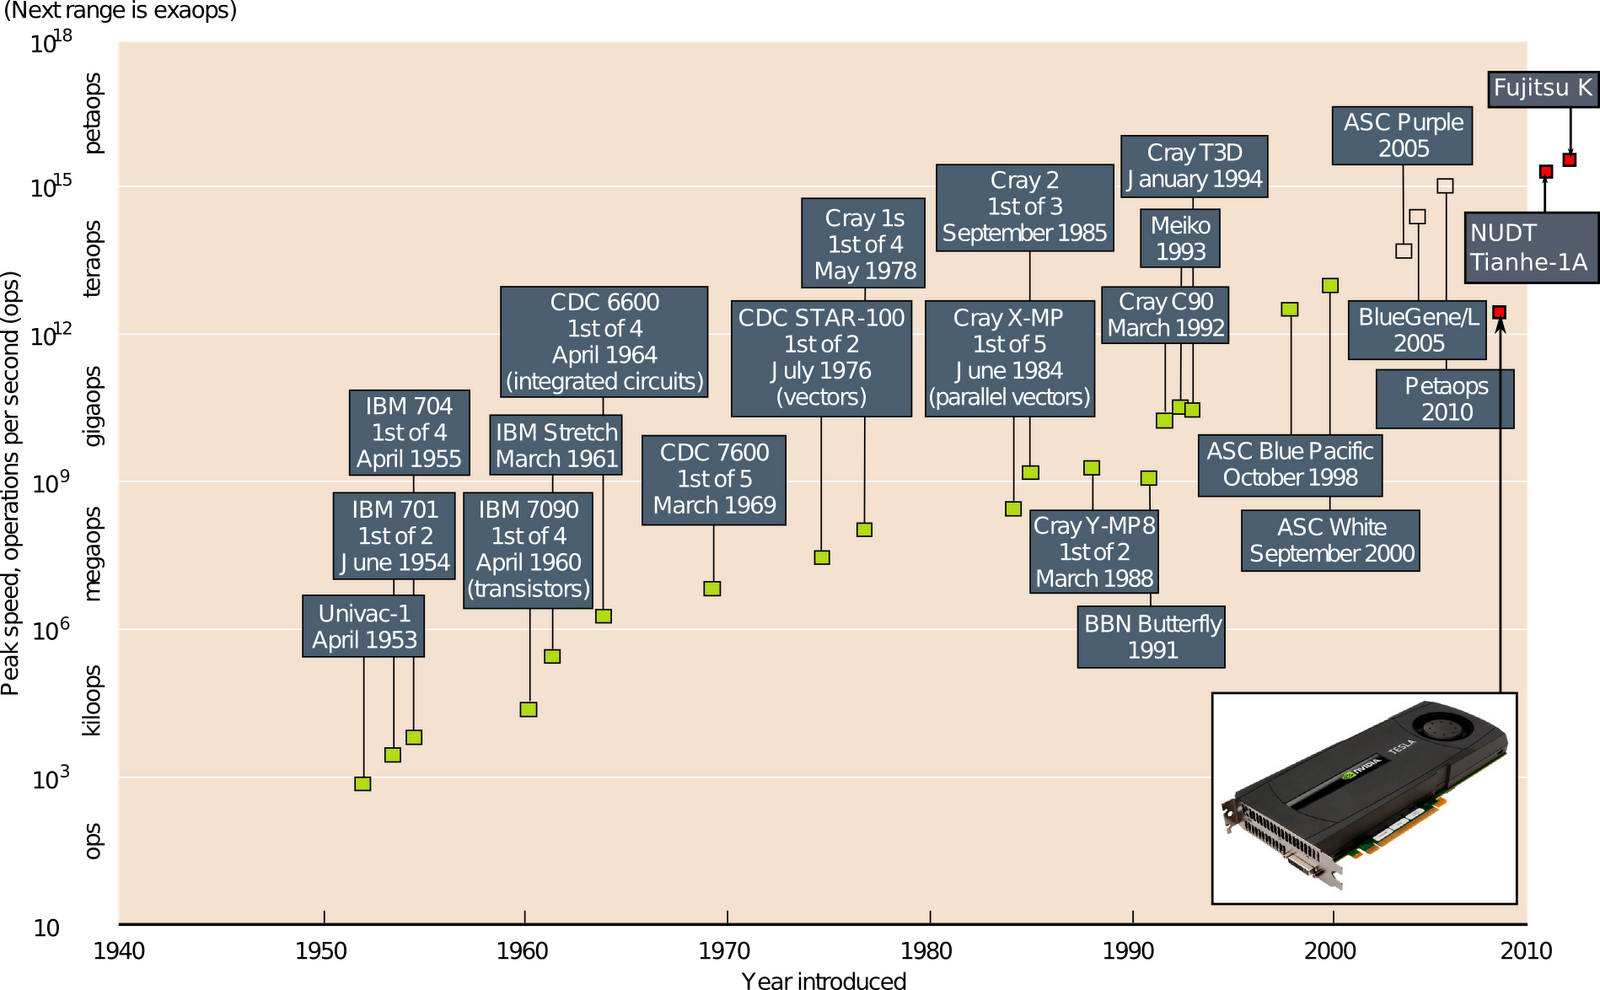 (Next range is exaops)
10^18
10^15
10^12
10^9
10^6
10^3
10
petaops
teraops
gigaops
megaops
kiloops
ops
Peak speed, operations per second (ops)
Univac-1
April 1953
IBM 701
1st of 2
June 1954
IBM 704
1st of 4
April 1955
IBM 7090
1st of 4
April 1960
(transistors)
IBM Stretch
March 1961
CDC 6600
1st of 4
April 1964
(integrated circuits)
CDC 7600
1st of 5
March 1969
CDC STAR-100
1st of 2
July 1976
(vectors)
Cray 1s
1st of 4
May 1978
Cray X-MP
1st of 5
June 1984
(parallel vectors)
Cray 2
1st of 3
September 1985
Cray Y-MP8
1st of 2
March 1988
BBN Butterfly
1991
Cray C90
March 1992
Meiko
1993
Cray T3D
January 1994
ASC Blue Pacific
October 1998
ASC White
September 2000
ASC Purple
2005
BlueGene/L
2005
Petaops
2010
NUDT
Tianhe-1A
Fujitsu K
NVIDIA
TESLA
1940
1950
1960
1970
1980
1990
2000
2010
Year introduced